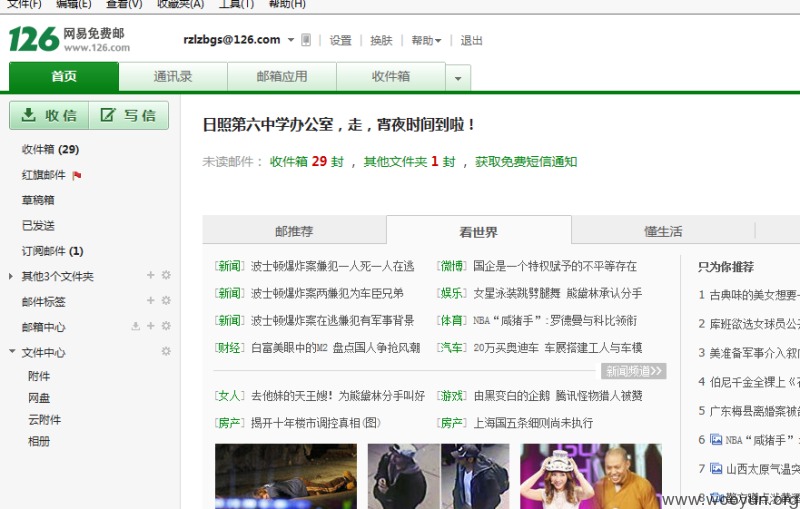 文件(F) 编辑(E) 查看(V) 收藏夹(A) 工具(T) 帮助(H)
126 网易免费邮
www.126.com
rzlzbgs@126.com | 设置 | 换肤 | 帮助 | 退出
首页 通讯录 邮箱应用 收件箱
收信 写信
日照第六中学办公室，走，宵夜时间到啦！
收件箱 (29)
未读邮件： 收件箱 29 封 ， 其他文件夹 1 封 ， 获取免费短信通知
红旗邮件
草稿箱
已发送
订阅邮件 (1)
其他3个文件夹
邮件标签
邮箱中心
文件中心
附件
网盘
云附件
相册
邮推荐 看世界 懂生活
[新闻] 波士顿爆炸案嫌犯一人死一人在逃
[微博] 国企是一个特权赋予的不平等存在
[新闻] 波士顿爆炸案两嫌犯为车臣兄弟
[娱乐] 女星泳装跳劈腿舞 熊黛林承认分手
[新闻] 波士顿爆炸案在逃嫌犯有军事背景
[体育] NBA“咸猪手”:罗德曼与科比领衔
[财经] 白富美眼中的M2 盘点国人争抢风潮
[汽车] 20万买奥迪车 车展搭建工人与车模
新闻频道>>
[女人] 去他妹的天王嫂！为熊黛林分手叫好
[游戏] 由黑变白的企鹅 腾讯怪物猎人被赞
[房产] 揭开十年楼市调控真相(图)
[房产] 上海国五条细则尚未执行
只为你推荐
1 古典味的美女想要一
2 库班欲选女球员公
3 美准备军事介入叙
4 伯尼千金全裸上《
5 广东梅县离婚案被
6 NBA“咸猪手”:
7 山西太原气温突
8
www.wooyun.org